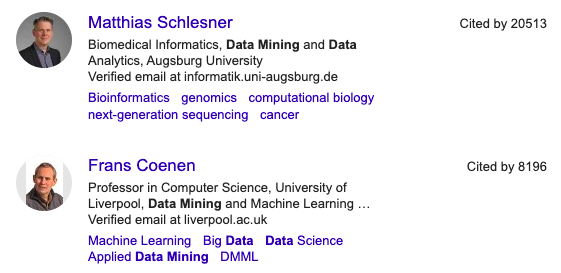 Matthias Schlesner
Cited by 20513
Biomedical Informatics, Data Mining and Data
Analytics, Augsburg University
Verified email at informatik.uni-augsburg.de
Bioinformatics genomics computational biology
next-generation sequencing cancer
Frans Coenen
Cited by 8196
Professor in Computer Science, University of
Liverpool, Data Mining and Machine Learning …
Verified email at liverpool.ac.uk
Machine Learning Big Data Data Science
Applied Data Mining DMML